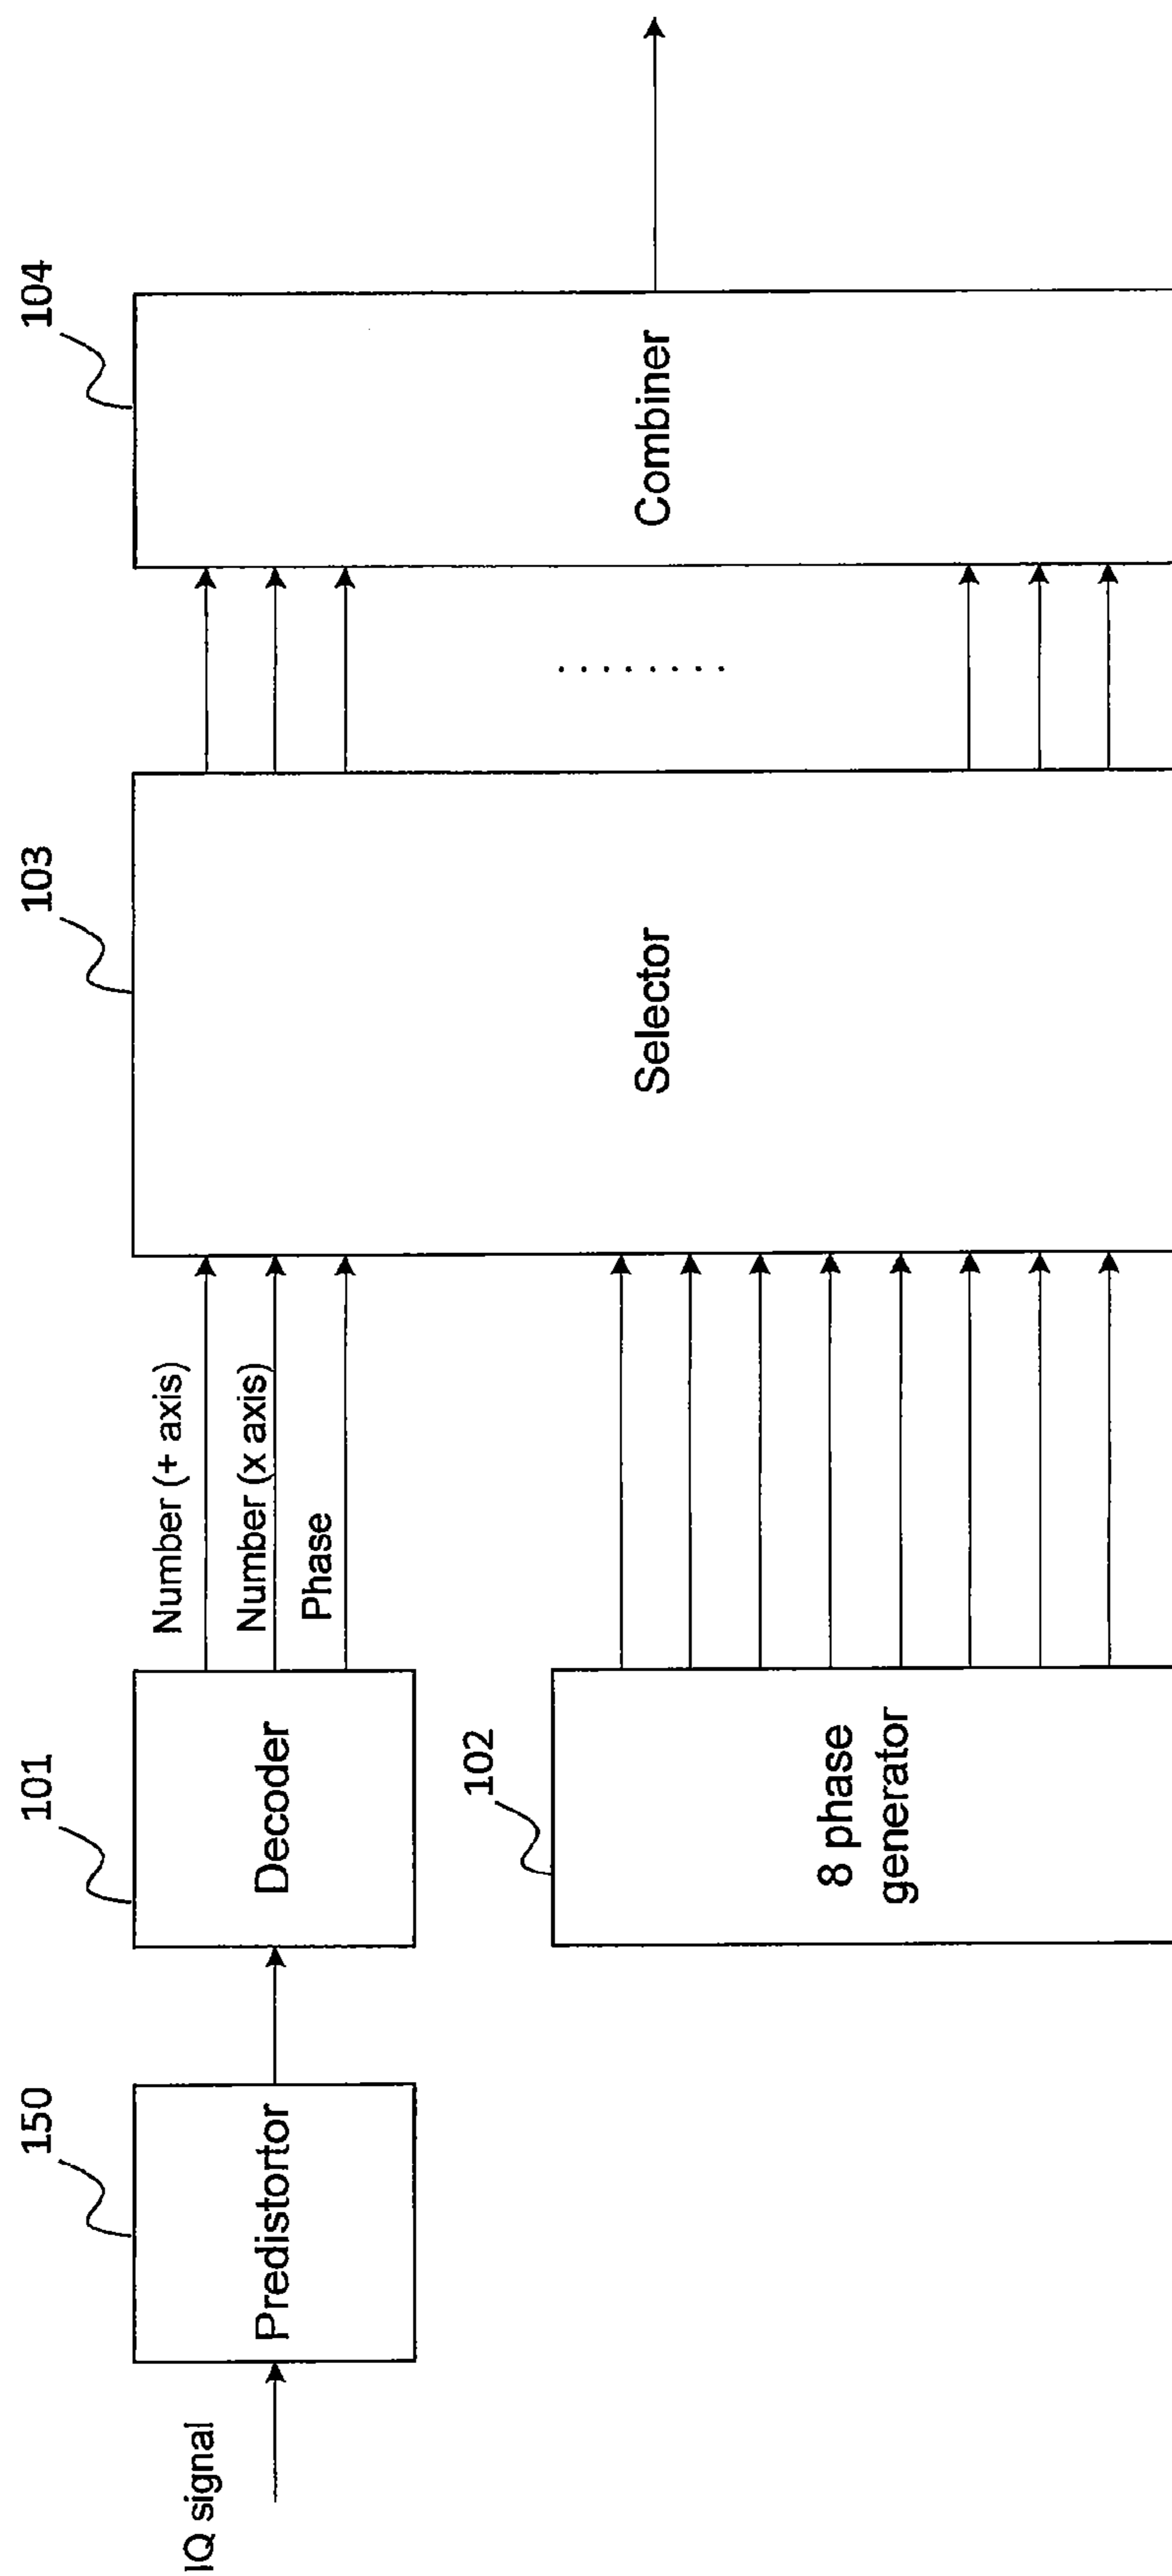 IQ signal
150
Predistortor
101
Decoder
Number (+ axis)
Number (x axis)
Phase
102
8 phase
generator
103
Selector
104
Combiner